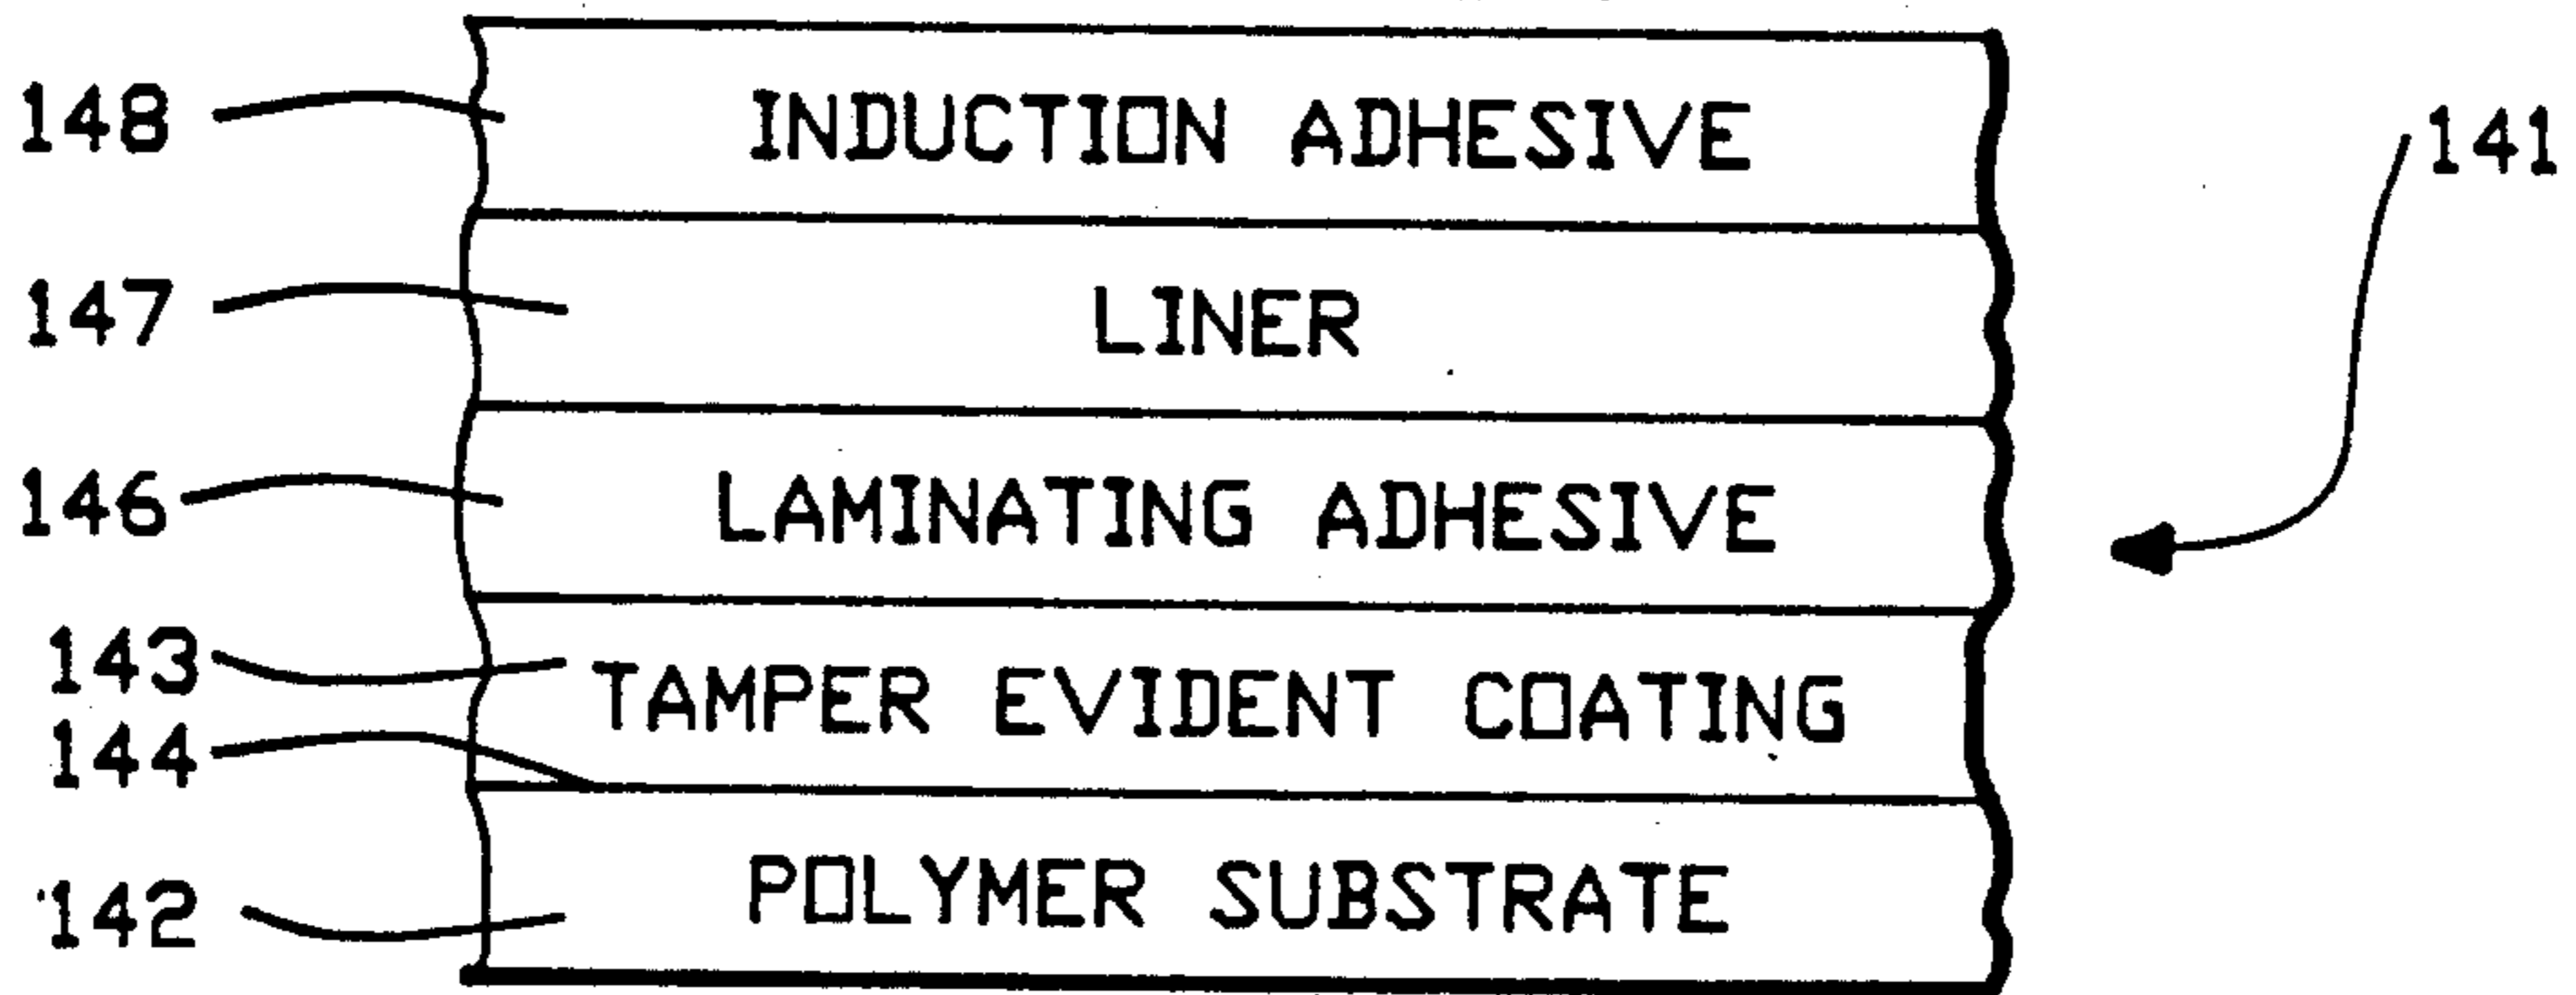 148 INDUCTION ADHESIVE 141
147 LINER
146 LAMINATING ADHESIVE
143 TAMPER EVIDENT COATING
144
142 POLYMER SUBSTRATE